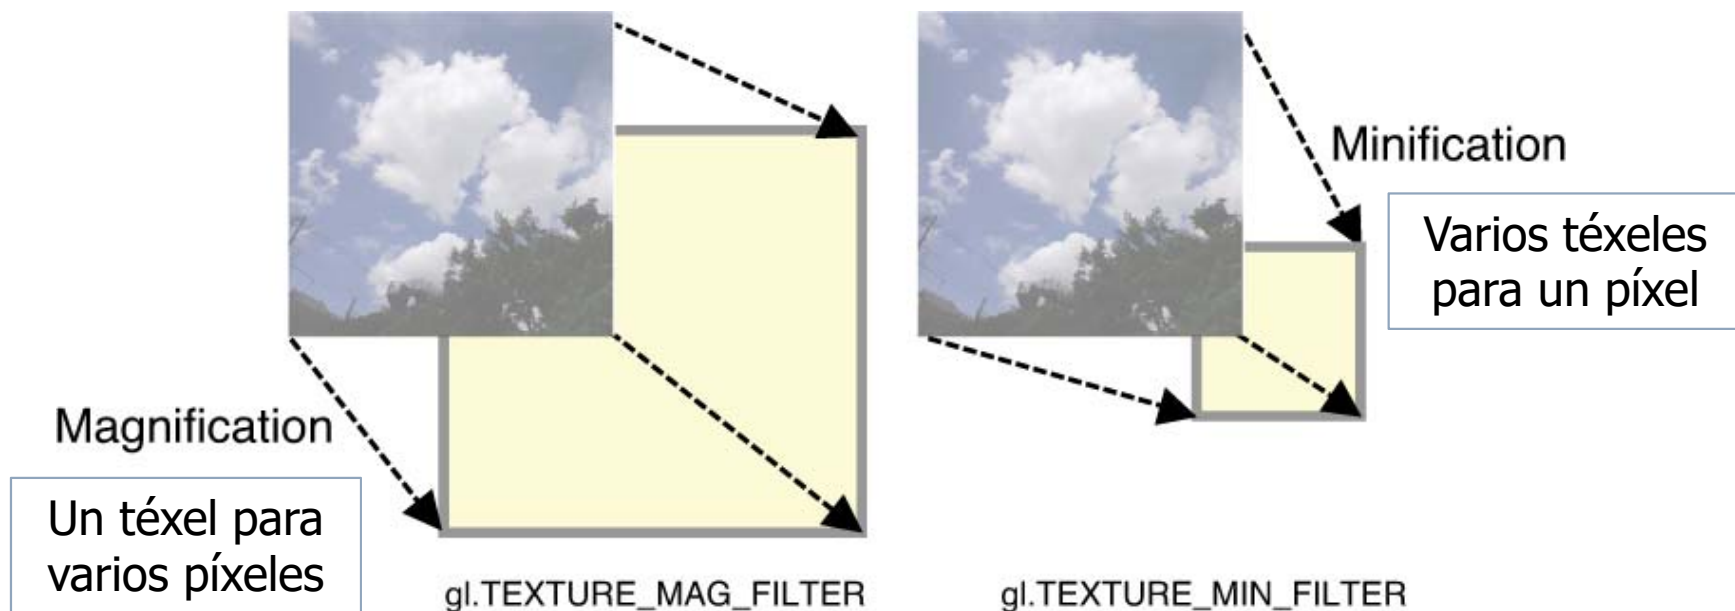 Magnification
Un téxel para
varios píxeles
gl.TEXTURE_MAG_FILTER
Minification
Varios téxeles
para un píxel
gl.TEXTURE_MIN_FILTER